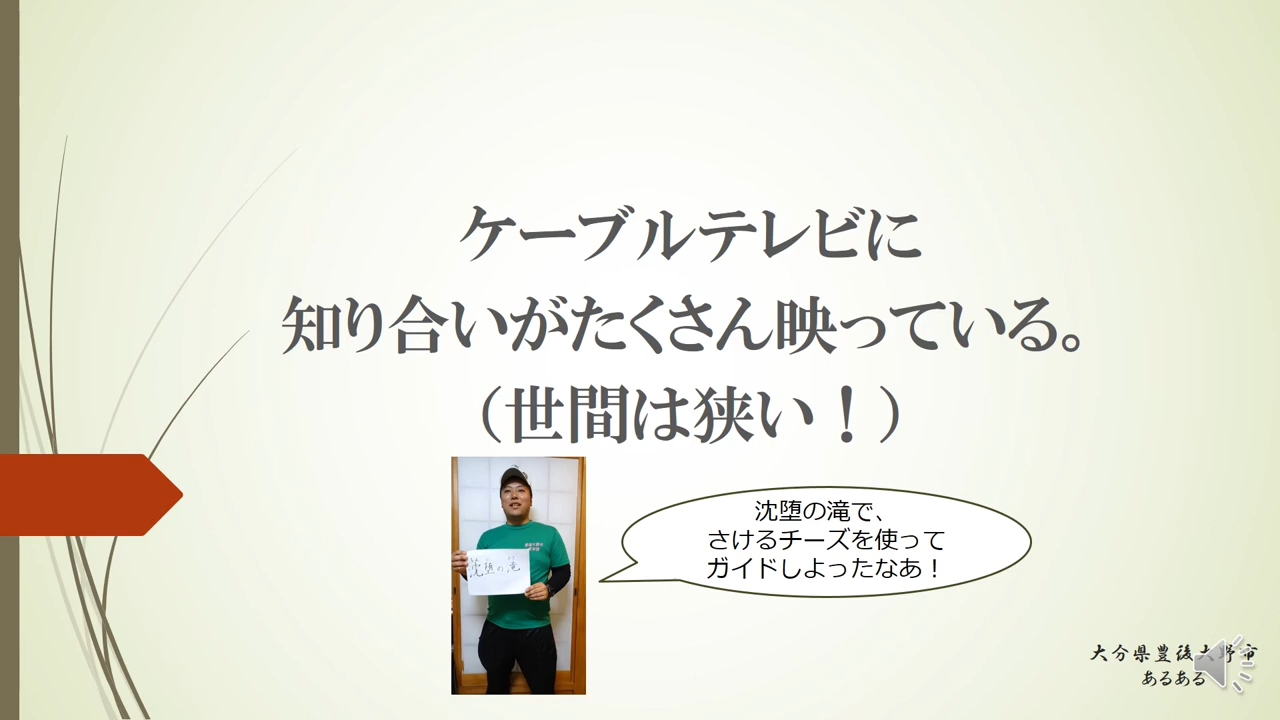 ケーブルテレビに
知り合いがたくさん映っている。
（世間は狭い！）
沈堕の滝で、
さけるチーズを使って
ガイドしよったなあ！
沈堕の滝
大分県豊後大野市
あるある